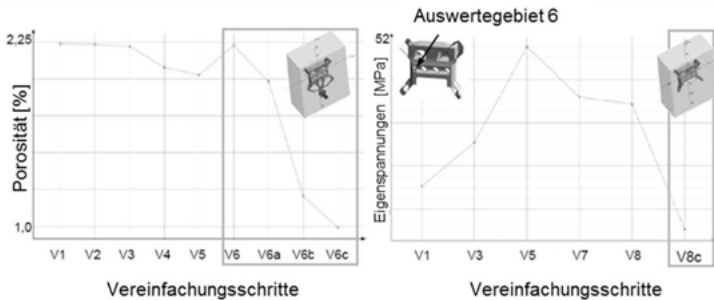 2.25
Porosität [%]
1,0
V1 V2 V3 V4 V5 V6 V6a V6b V6c
Vereinfachungsschritte
Auswertegebiet 6
52
Eigenspannungen [MPa]
V1 V3 V5 V7 V8 V8c
Vereinfachungsschritte